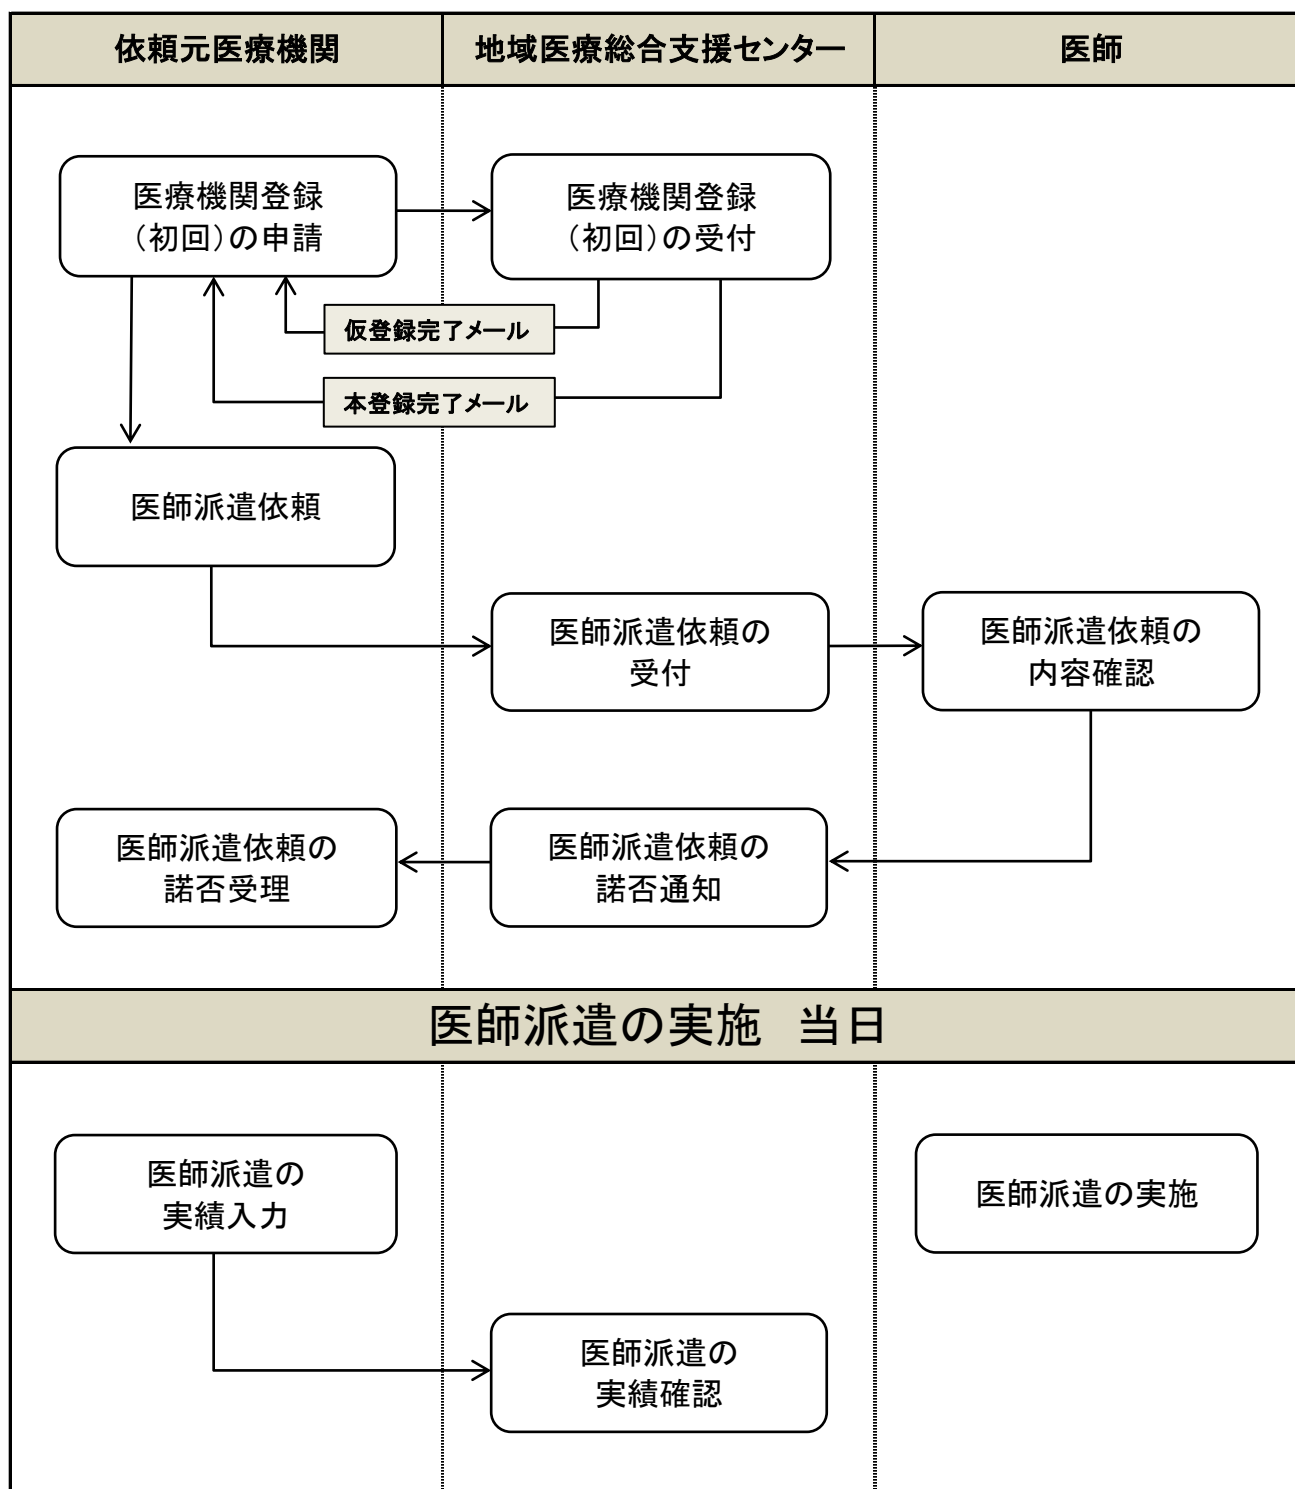 依頼元医療機関
地域医療総合支援センター
医師
医療機関登録
（初回）の申請
医療機関登録
（初回）の受付
仮登録完了メール
本登録完了メール
医師派遣依頼
医師派遣依頼の
受付
医師派遣依頼の
内容確認
医師派遣依頼の
諾否受理
医師派遣依頼の
諾否通知
医師派遣の実施　当日
医師派遣の
実績入力
医師派遣の実施
医師派遣の
実績確認